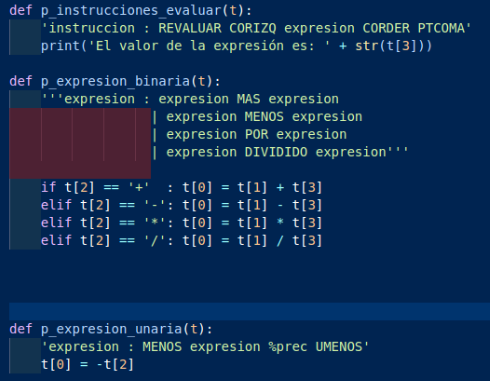 def p_instrucciones_evaluar(t):
    'instruccion : REVALUAR CORIZQ expresion CORDER PTCOMA'
    print('El valor de la expresión es: ' + str(t[3]))
def p_expresion_binaria(t):
    '''expresion : expresion MAS expresion
                  | expresion MENOS expresion
                  | expresion POR expresion
                  | expresion DIVIDIDO expresion'''
    if t[2] == '+'  : t[0] = t[1] + t[3]
    elif t[2] == '-': t[0] = t[1] - t[3]
    elif t[2] == '*': t[0] = t[1] * t[3]
    elif t[2] == '/': t[0] = t[1] / t[3]
def p_expresion_unaria(t):
    'expresion : MENOS expresion %prec UMENOS'
    t[0] = -t[2]